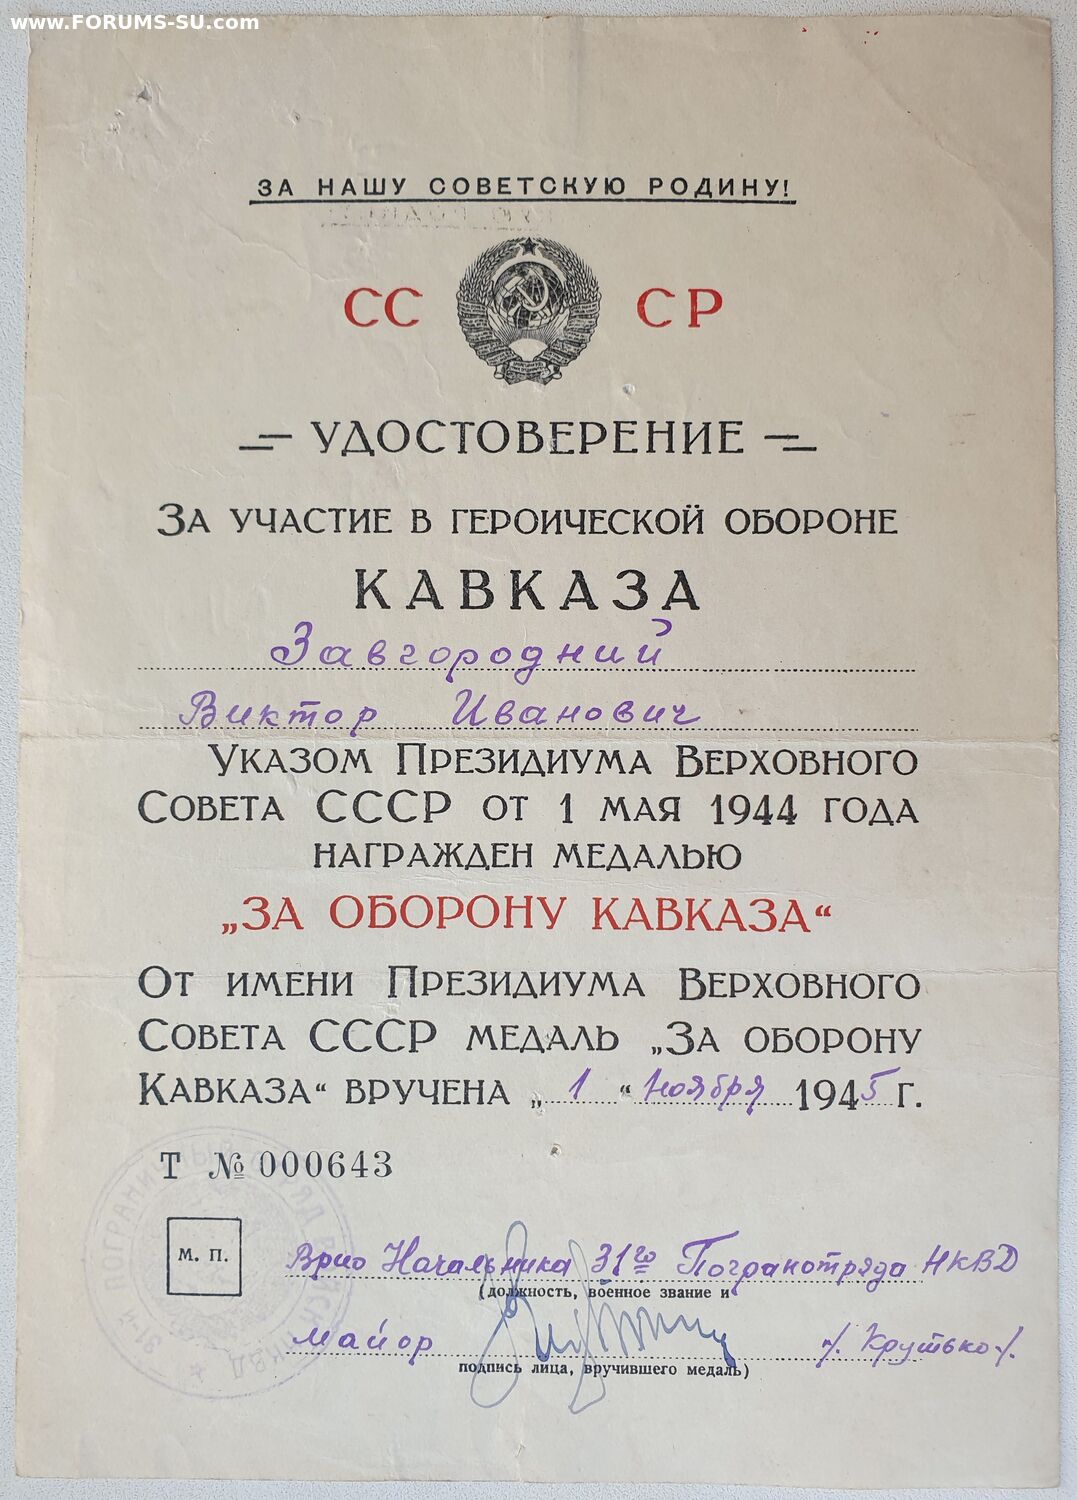 www.FORUMS-SU.com
ЗА НАШУ СОВЕТСКУЮ РОДИНУ!
СС СР
УДОСТОВЕРЕНИЕ
ЗА УЧАСТИЕ В ГЕРОИЧЕСКОЙ ОБОРОНЕ
КАВКАЗА
Завгородний
Виктор Иванович
УКАЗОМ ПРЕЗИДИУМА ВЕРХОВНОГО
СОВЕТА СССР ОТ 1 МАЯ 1944 ГОДА
НАГРАЖДЕН МЕДАЛЬЮ
„ЗА ОБОРОНУ КАВКАЗА“
ОТ ИМЕНИ ПРЕЗИДИУМА ВЕРХОВНОГО
СОВЕТА СССР МЕДАЛЬ „ЗА ОБОРОНУ
КАВКАЗА“ ВРУЧЕНА „1“ Ноября 1945 Г.
Т № 000643
М. П.
Врио Начальника 31го Погранотряда НКВД
(должность, военное звание и
майор /. Крутько./.
подпись лица, вручившего медаль)